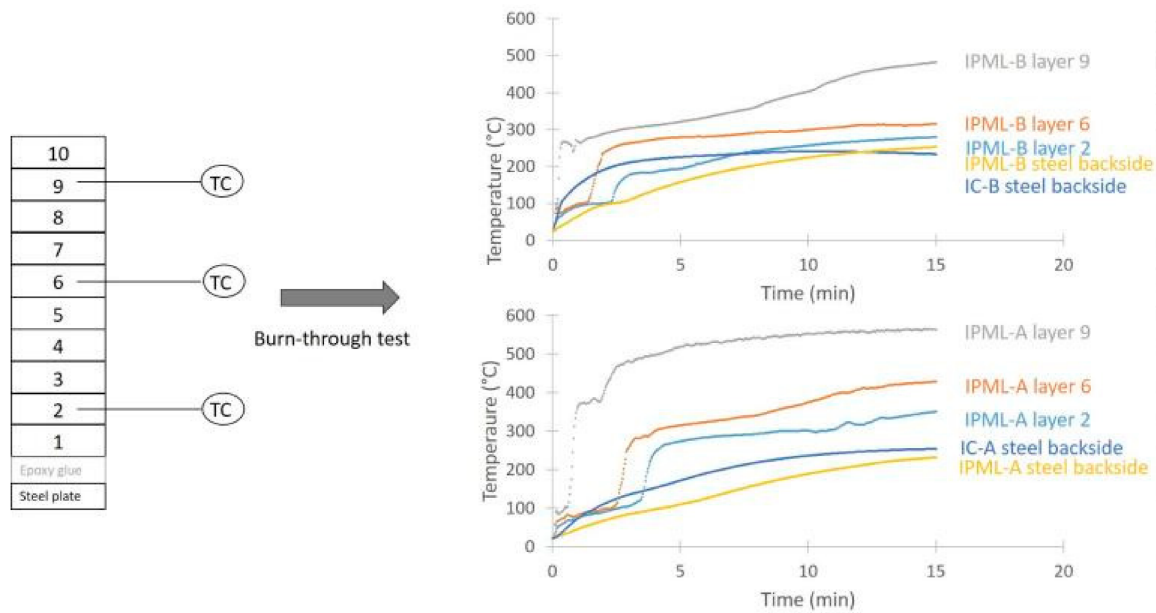 10
9
8
7
6
5
4
3
2
1
Epoxy glue
Steel plate
TC
TC
TC
Burn-through test
600
500
400
300
200
100
0
Temperature (°C)
0
5
10
15
20
Time (min)
IPML-B layer 9
IPML-B layer 6
IPML-B layer 2
IPML-B steel backside
IC-B steel backside
600
500
400
300
200
100
0
Temperaure (°C)
0
5
10
15
20
Time (min)
IPML-A layer 9
IPML-A layer 6
IPML-A layer 2
IC-A steel backside
IPML-A steel backside